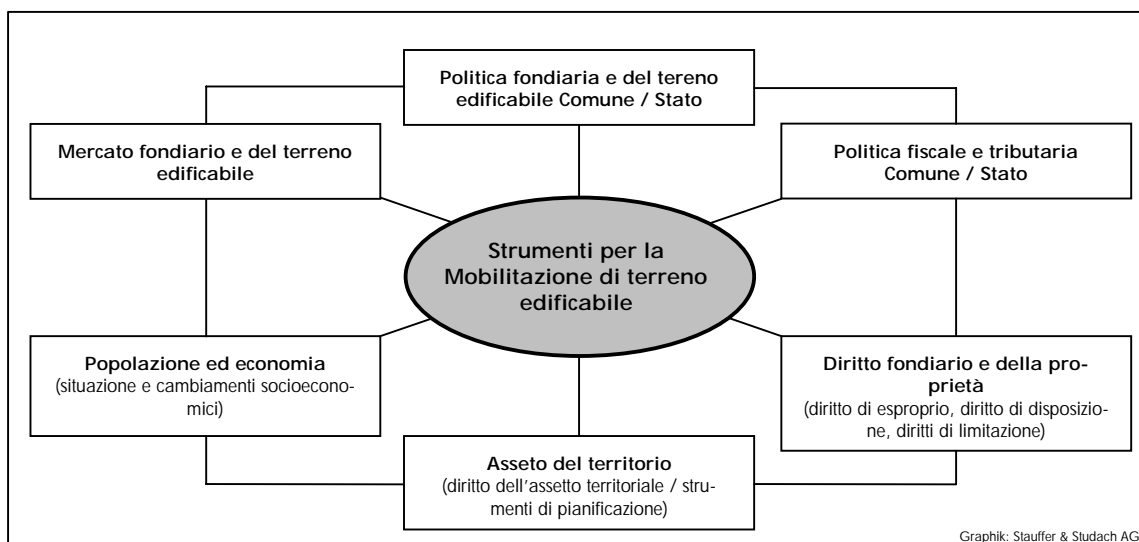 Politica fondiaria e del tereno
edificabile Comune / Stato
Mercato fondiario e del terreno
edificabile
Politica fiscale e tributaria
Comune / Stato
Strumenti per la
Mobilitazione di terreno
edificabile
Popolazione ed economia
(situazione e cambiamenti socioecono-
mici)
Diritto fondiario e della pro-
prietà
(diritto di esproprio, diritto di disposizio-
ne, diritti di limitazione)
Asseto del territorio
(diritto dell'assetto territoriale / stru-
menti di pianificazione)
Graphik: Stauffer & Studach AG